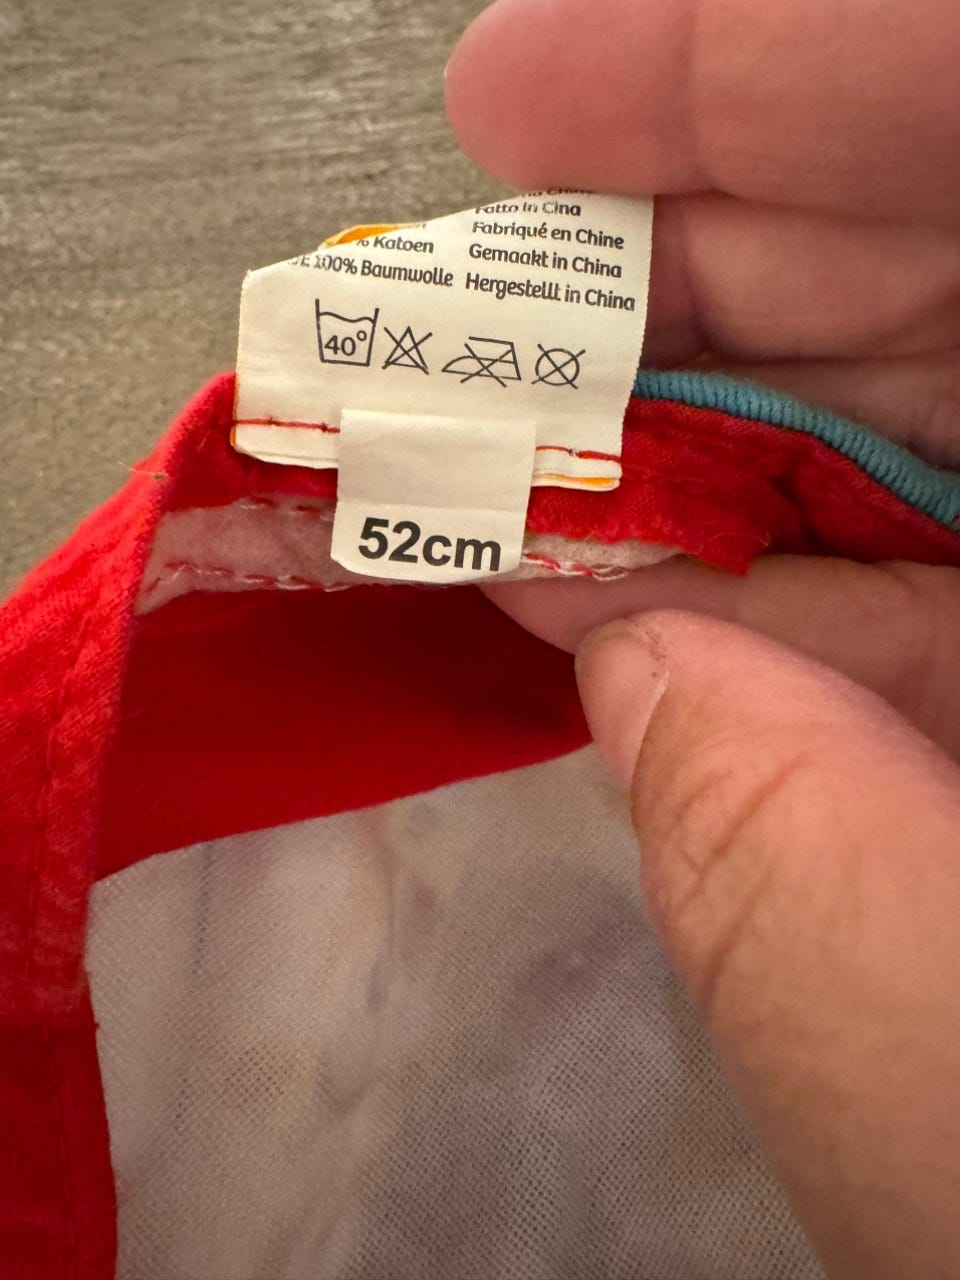 Fatto in Cina
% Katoen
Fabriqué en Chine
Gemaakt in China
100% Baumwolle
Hergestellt in China
40°
52cm